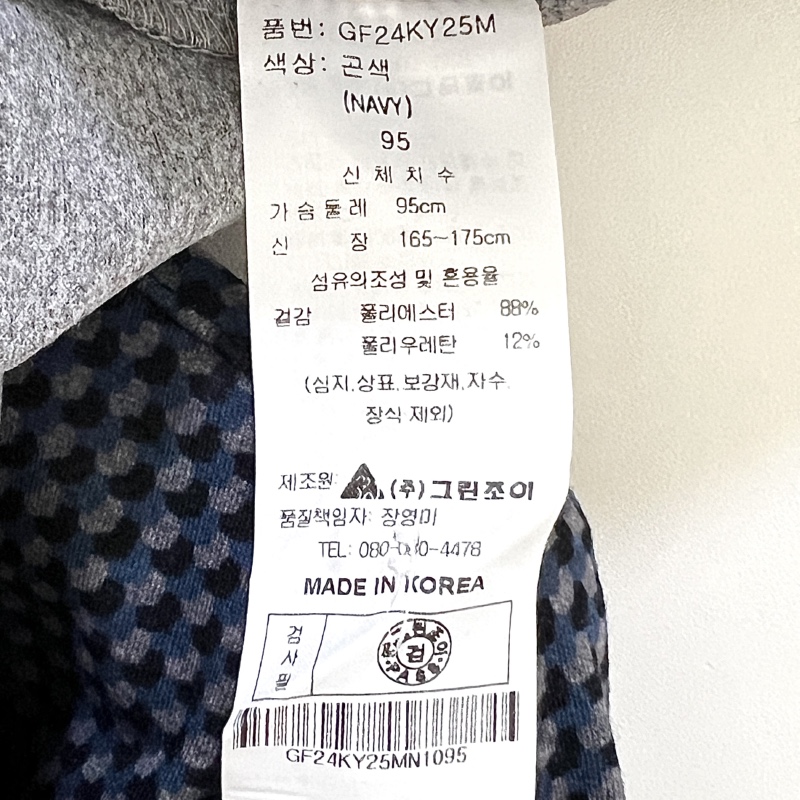 품번: GF24KY25M
색상: 곤색
(NAVY)
95
신 체 치 수
가 슴 둘 레 95cm
신 장 165~175cm
섬유의조성 및 혼용율
겉감 폴리에스터 88%
폴리우레탄 12%
(심지,상표,보강재,자수,
장식 제외)
제조원: (주)그린조이
품질책임자: 장영미
TEL: 4478
MADE IN KOREA
검사필
검
PASS
GF24KY25MN1095